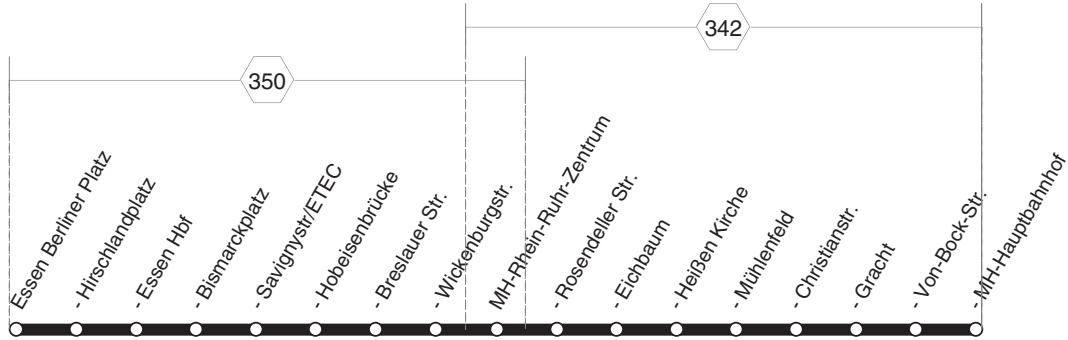 342
350
Essen Berliner Platz
- Hirschlandplatz
- Essen Hbf
- Bismarckplatz
- Savignystr/ETEC
- Hobeisenbrücke
- Breslauer Str.
- Wickenburgstr.
MH-Rhein-Ruhr-Zentrum
- Rosendeller Str.
- Eichbaum
- Heißen Kirche
- Mühlenfeld
- Christianstr.
- Gracht
- Von-Bock-Str.
- MH-Hauptbahnhof